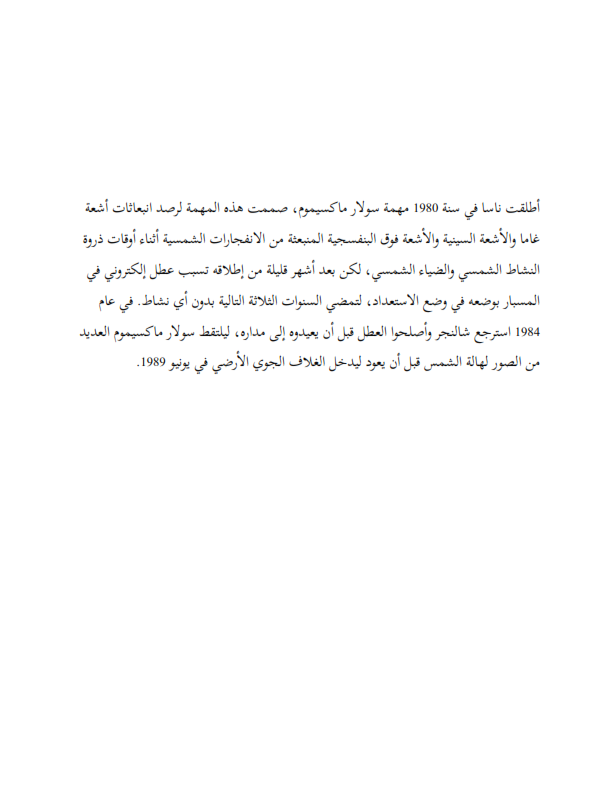 أطلقت ناسا في سنة 1980 مهمة سولار ماكسيموم، صممت هذه المهمة لرصد انبعاثات أشعة
غاما والأشعة السينية والأشعة فوق البنفسجية المنبعثة من الانفجارات الشمسية أثناء أوقات ذروة
النشاط الشمسي والضياء الشمسي، لكن بعد أشهر قليلة من إطلاقه تسبب عطل إلكتروني في
المسبار بوضعه في وضع الاستعداد، لتمضي السنوات الثلاثة التالية بدون أي نشاط. في عام
1984 استرجع شالنجر وأصلحوا العطل قبل أن يعيدوه إلى مداره، ليلتقط سولار ماكسيموم العديد
من الصور لهالة الشمس قبل أن يعود ليدخل الغلاف الجوي الأرضي في يونيو 1989.